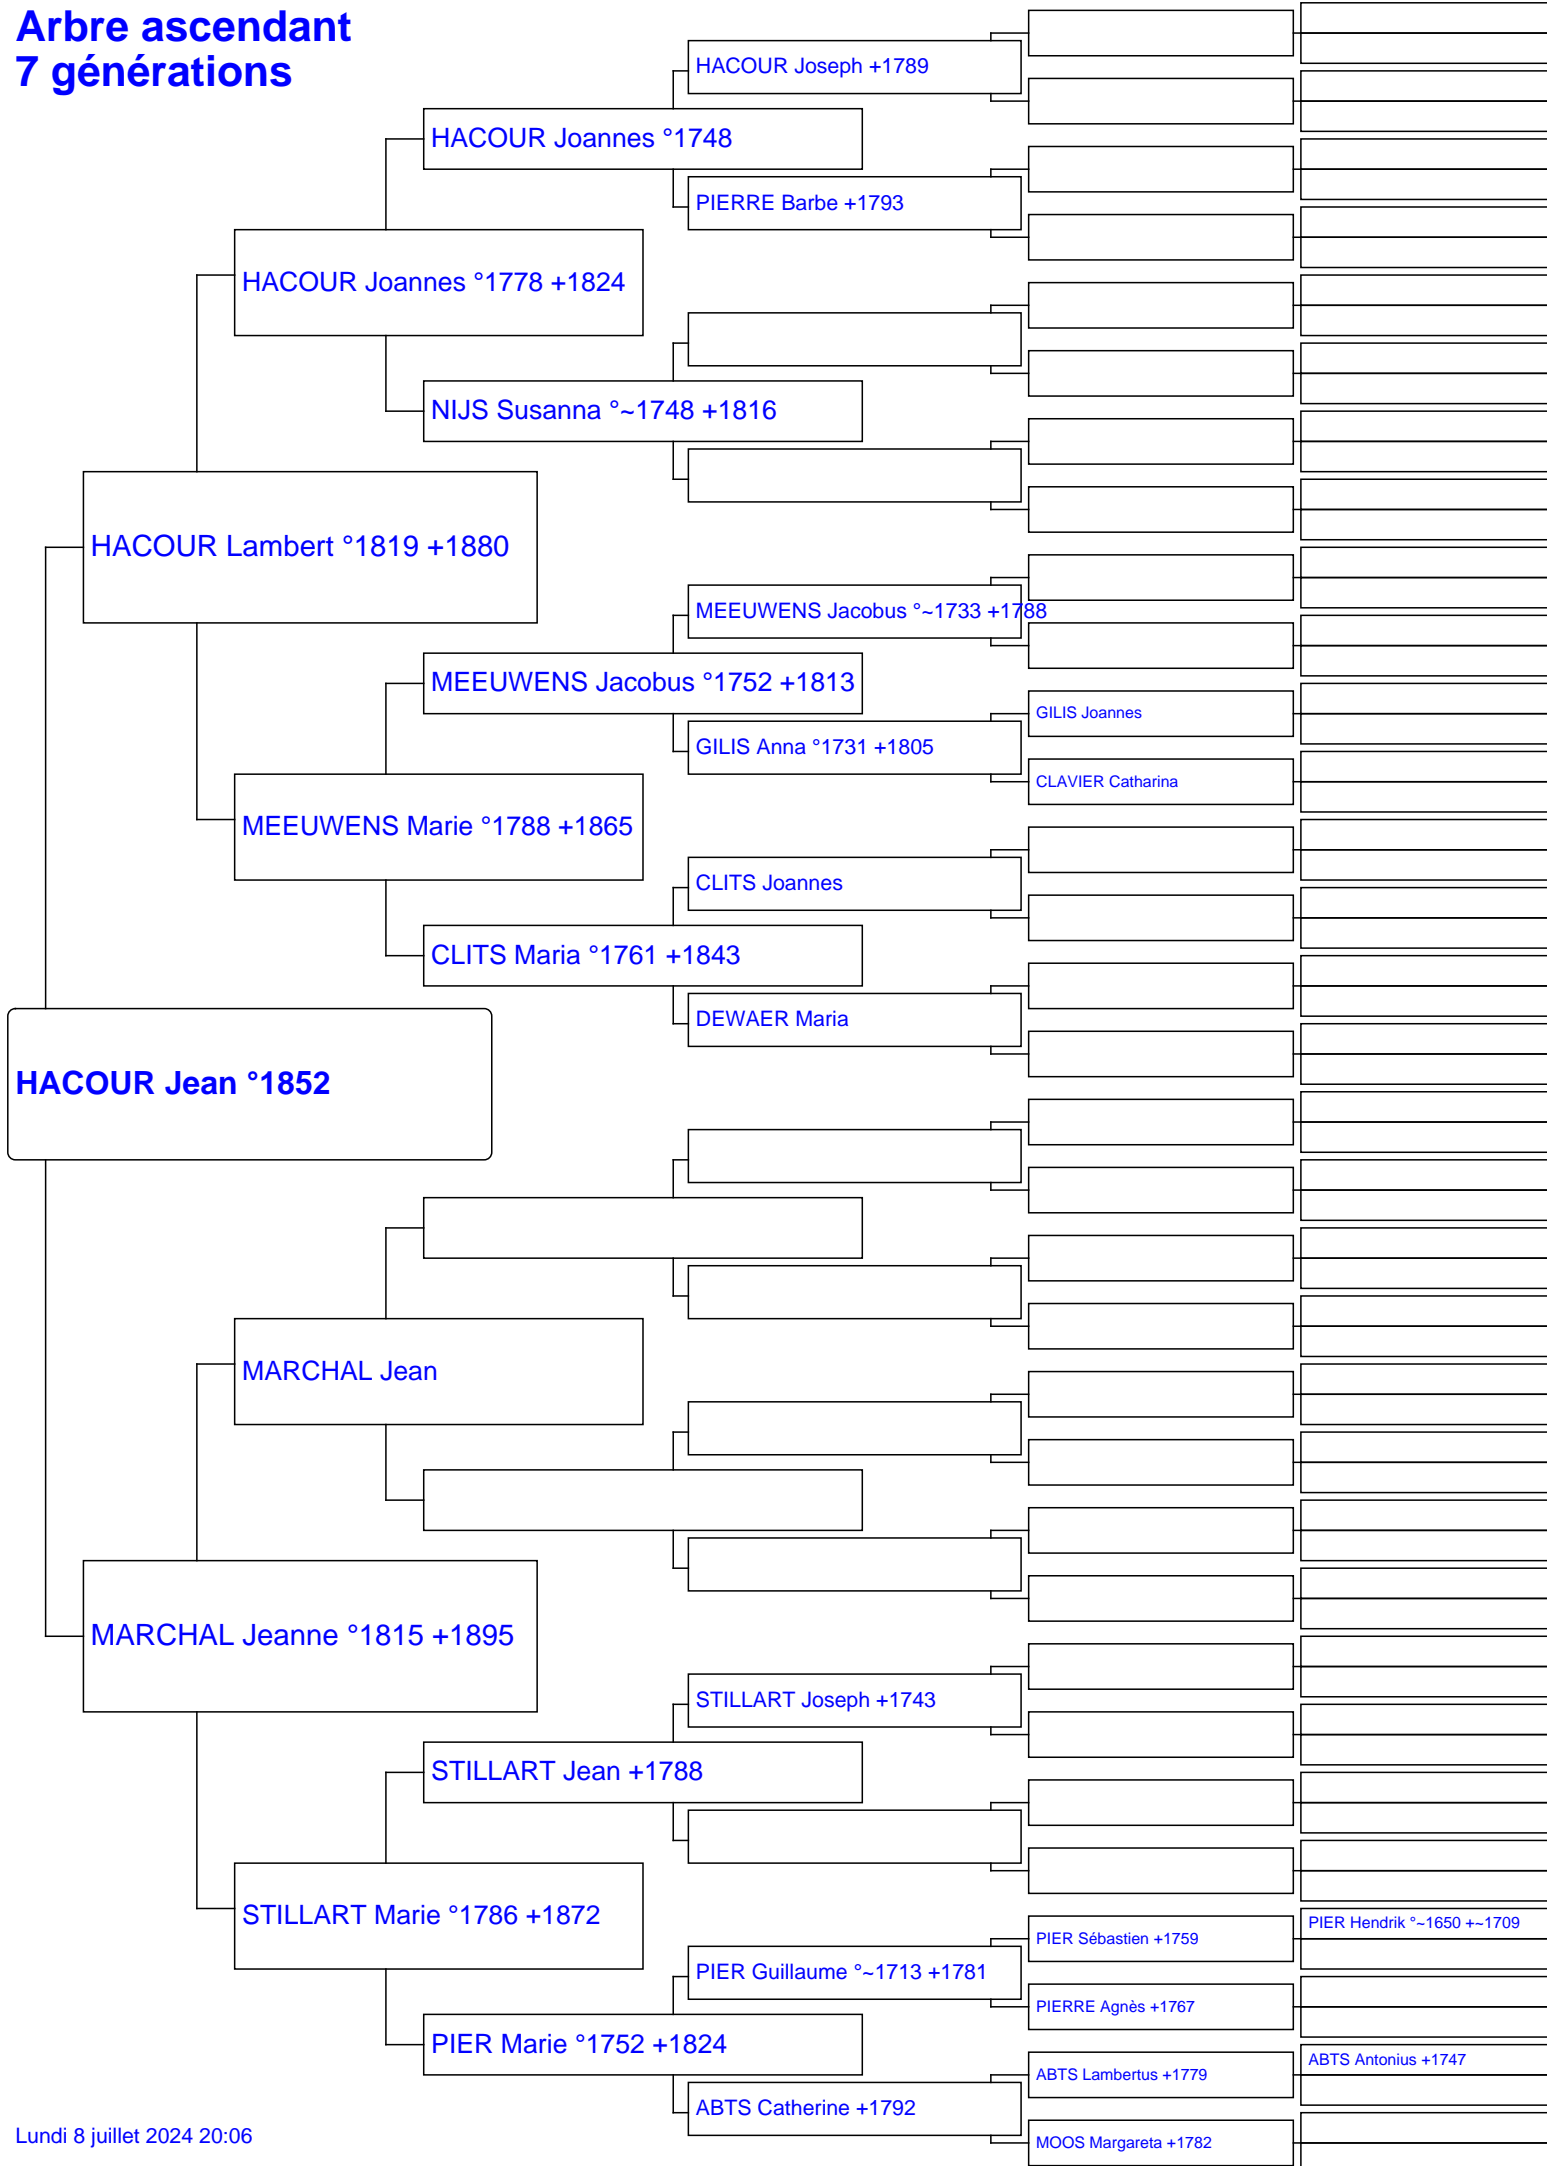 Arbre ascendant
7 générations
HACOUR Joseph +1789
HACOUR Joannes °1748
PIERRE Barbe +1793
HACOUR Joannes °1778 +1824
NIJS Susanna °~1748 +1816
HACOUR Lambert °1819 +1880
MEEUWENS Jacobus °~1733 +1788
MEEUWENS Jacobus °1752 +1813
GILIS Joannes
GILIS Anna °1731 +1805
CLAVIER Catharina
MEEUWENS Marie °1788 +1865
CLITS Joannes
CLITS Maria °1761 +1843
DEWAER Maria
HACOUR Jean °1852
MARCHAL Jean
MARCHAL Jeanne °1815 +1895
STILLART Joseph +1743
STILLART Jean +1788
STILLART Marie °1786 +1872
PIER Hendrik °~1650 +~1709
PIER Sébastien +1759
PIER Guillaume °~1713 +1781
PIERRE Agnès +1767
PIER Marie °1752 +1824
ABTS Antonius +1747
ABTS Lambertus +1779
ABTS Catherine +1792
MOOS Margareta +1782
Lundi 8 juillet 2024 20:06